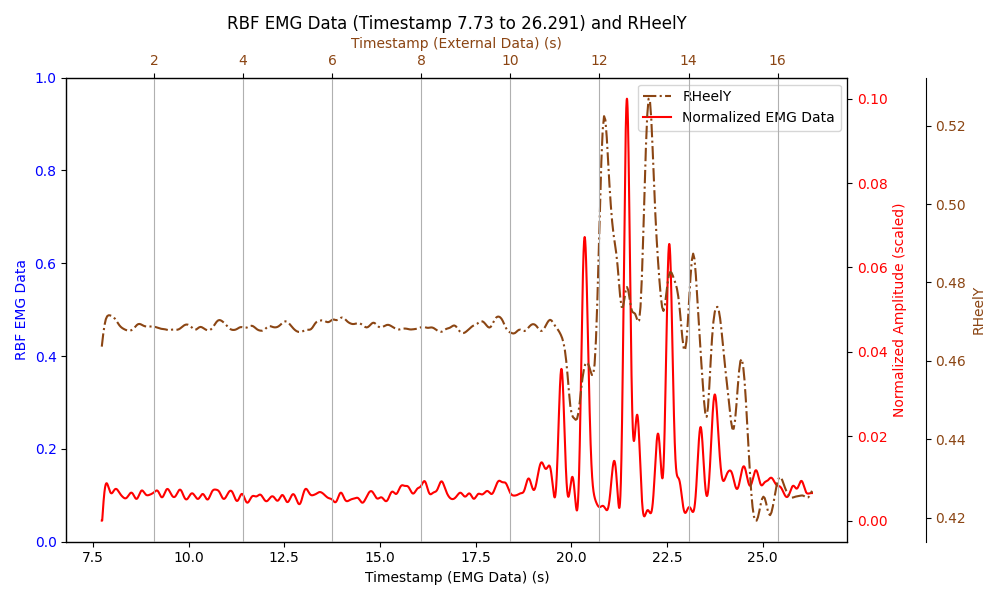 RBF EMG Data (Timestamp 7.73 to 26.291) and RHeelY
Timestamp (External Data) (s)
2 4 6 8 10 12 14 16
RHeelY
Normalized EMG Data
1.0
0.8
0.6
0.4
0.2
0.0
RBF EMG Data
0.10
0.08
0.06
0.04
0.02
0.00
Normalized Amplitude (scaled)
0.52
0.50
0.48
0.46
0.44
0.42
RHeelY
7.5 10.0 12.5 15.0 17.5 20.0 22.5 25.0
Timestamp (EMG Data) (s)